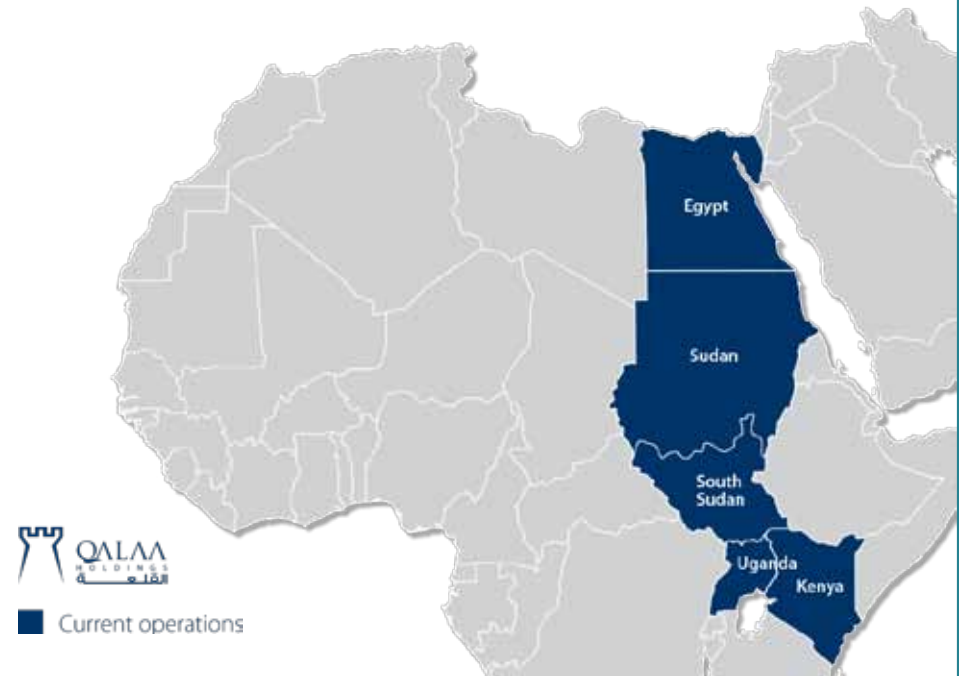 Egypt
Sudan
South
Sudan
Uganda
Kenya
QALAA
HOLDINGS
القلعة
Current operations